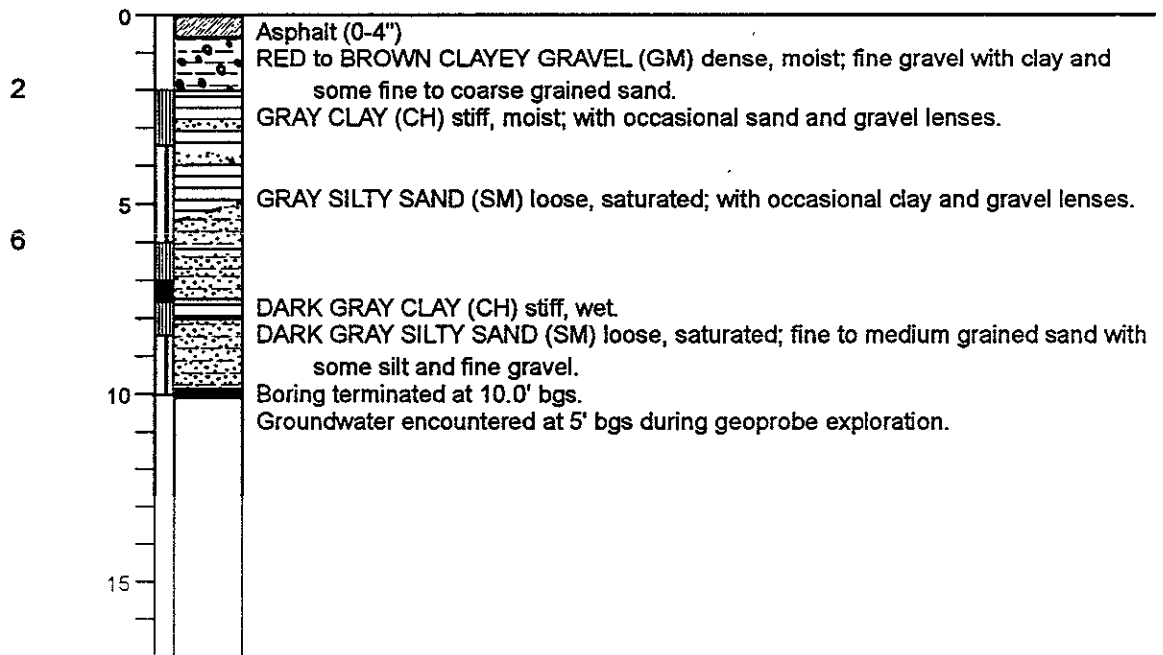 0
Asphalt (0-4")
RED to BROWN CLAYEY GRAVEL (GM) dense, moist; fine gravel with clay and
some fine to coarse grained sand.
2
GRAY CLAY (CH) stiff, moist; with occasional sand and gravel lenses.
5
GRAY SILTY SAND (SM) loose, saturated; with occasional clay and gravel lenses.
6
DARK GRAY CLAY (CH) stiff, wet.
DARK GRAY SILTY SAND (SM) loose, saturated; fine to medium grained sand with
some silt and fine gravel.
10
Boring terminated at 10.0' bgs.
Groundwater encountered at 5' bgs during geoprobe exploration.
15